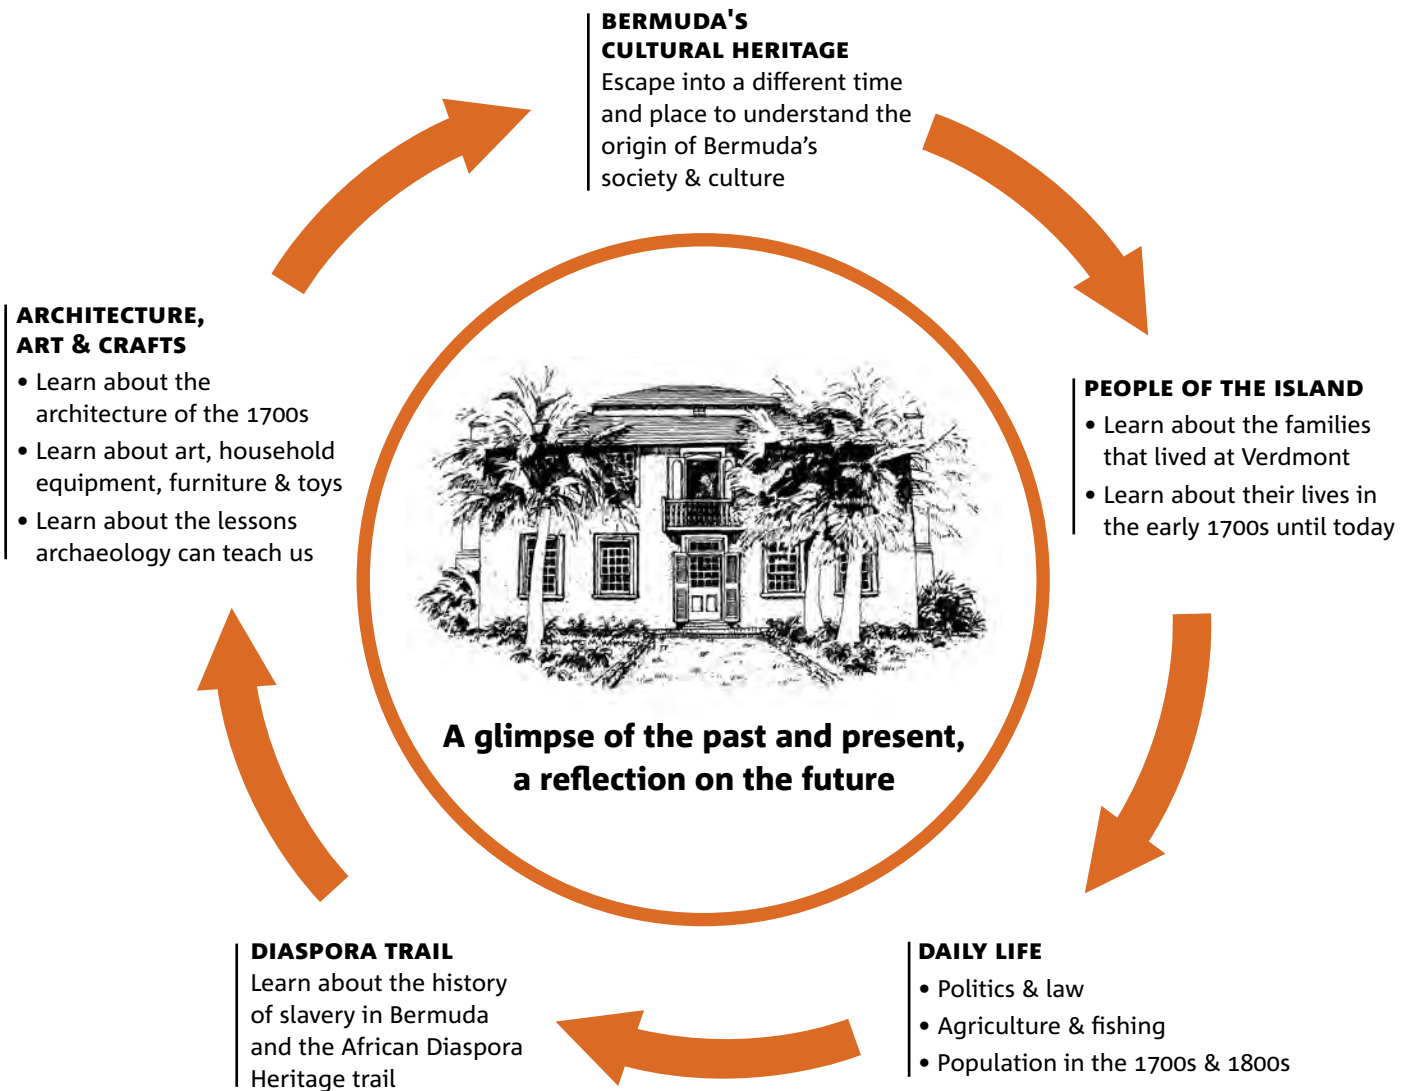 BERMUDA'S
CULTURAL HERITAGE
Escape into a different time
and place to understand the
origin of Bermuda’s
society & culture
PEOPLE OF THE ISLAND
• Learn about the families
that lived at Verdmont
• Learn about their lives in
the early 1700s until today
DAILY LIFE
• Politics & law
• Agriculture & fishing
• Population in the 1700s & 1800s
DIASPORA TRAIL
Learn about the history
of slavery in Bermuda
and the African Diaspora
Heritage trail
ARCHITECTURE,
ART & CRAFTS
• Learn about the
architecture of the 1700s
• Learn about art, household
equipment, furniture & toys
• Learn about the lessons
archaeology can teach us
A glimpse of the past and present,
a reflection on the future